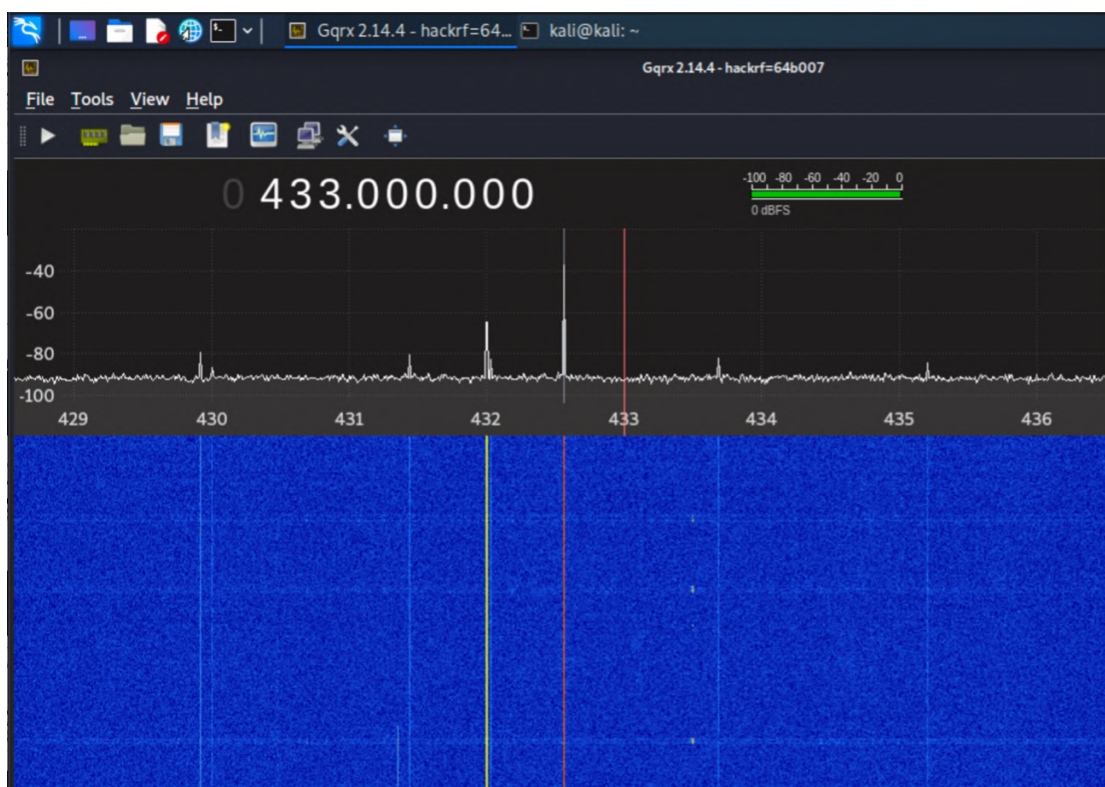 Gqrx 2.14.4 - hackrf=64... kali@kali: ~
Gqrx 2.14.4 - hackrf=64b007
File Tools View Help
0 433.000.000
-100 -80 -60 -40 -20 0
0 dBFS
-40
-60
-80
-100
429 430 431 432 433 434 435 436